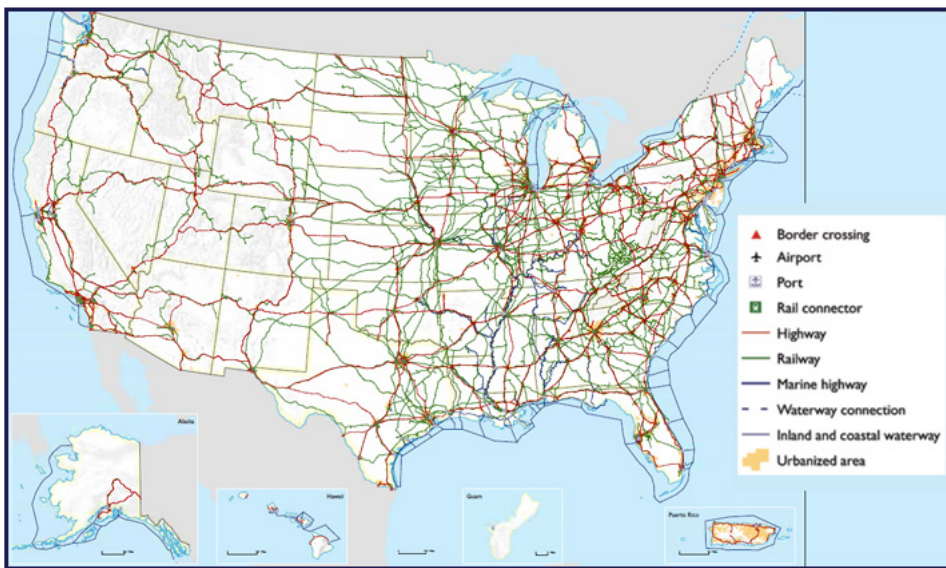 Border crossing
Airport
Port
Rail connector
Highway
Railway
Marine highway
Waterway connection
Inland and coastal waterway
Urbanized area
Alaska
Hawaii
Guam
Puerto Rico